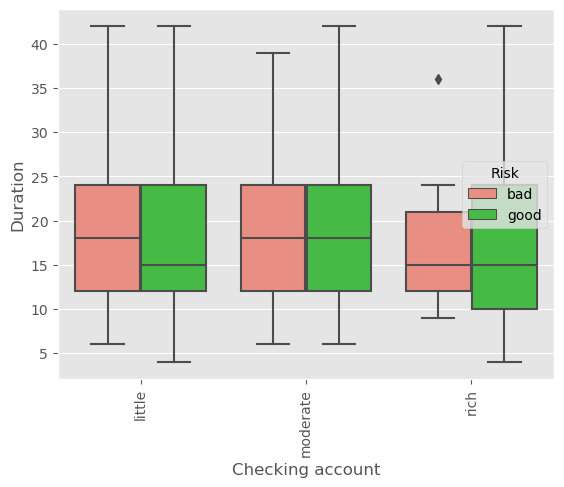 40
35
30
25
20
15
10
5
Duration
Risk
bad
good
little
moderate
rich
Checking account